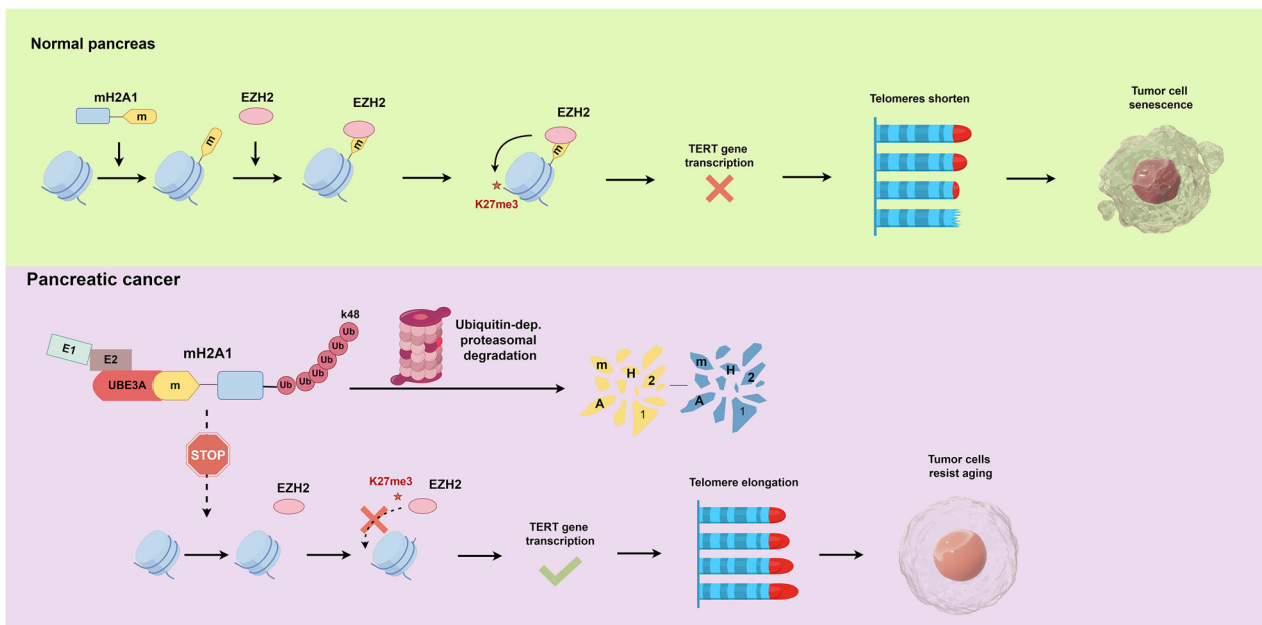 Normal pancreas
mH2A1
m
EZH2
m
EZH2
m
EZH2
m
K27me3
TERT gene
transcription
Telomeres shorten
Tumor cell
senescence
Pancreatic cancer
E1
E2
UBE3A
m
mH2A1
Ub
Ub
Ub
Ub
Ub
Ub
k48
Ubiquitin-dep.
proteasomal
degradation
m
H
2
A
1
m
H
2
A
1
STOP
EZH2
K27me3
EZH2
TERT gene
transcription
Telomere elongation
Tumor cells
resist aging